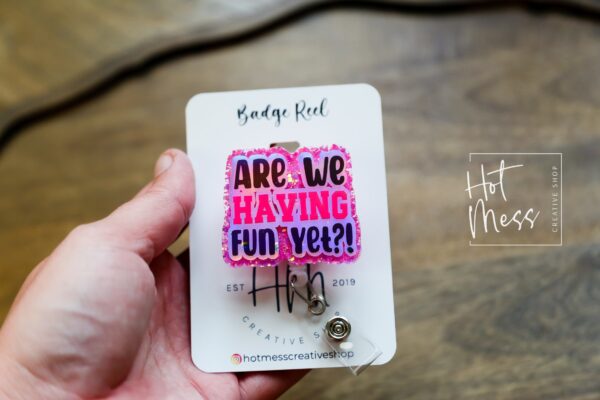 Badge Reel
ARe We
HAVING
FUN Yet?!
EST 2019
CREATIVE SHOP
hotmesscreativeshop
Hot
Mess
CREATIVE SHOP